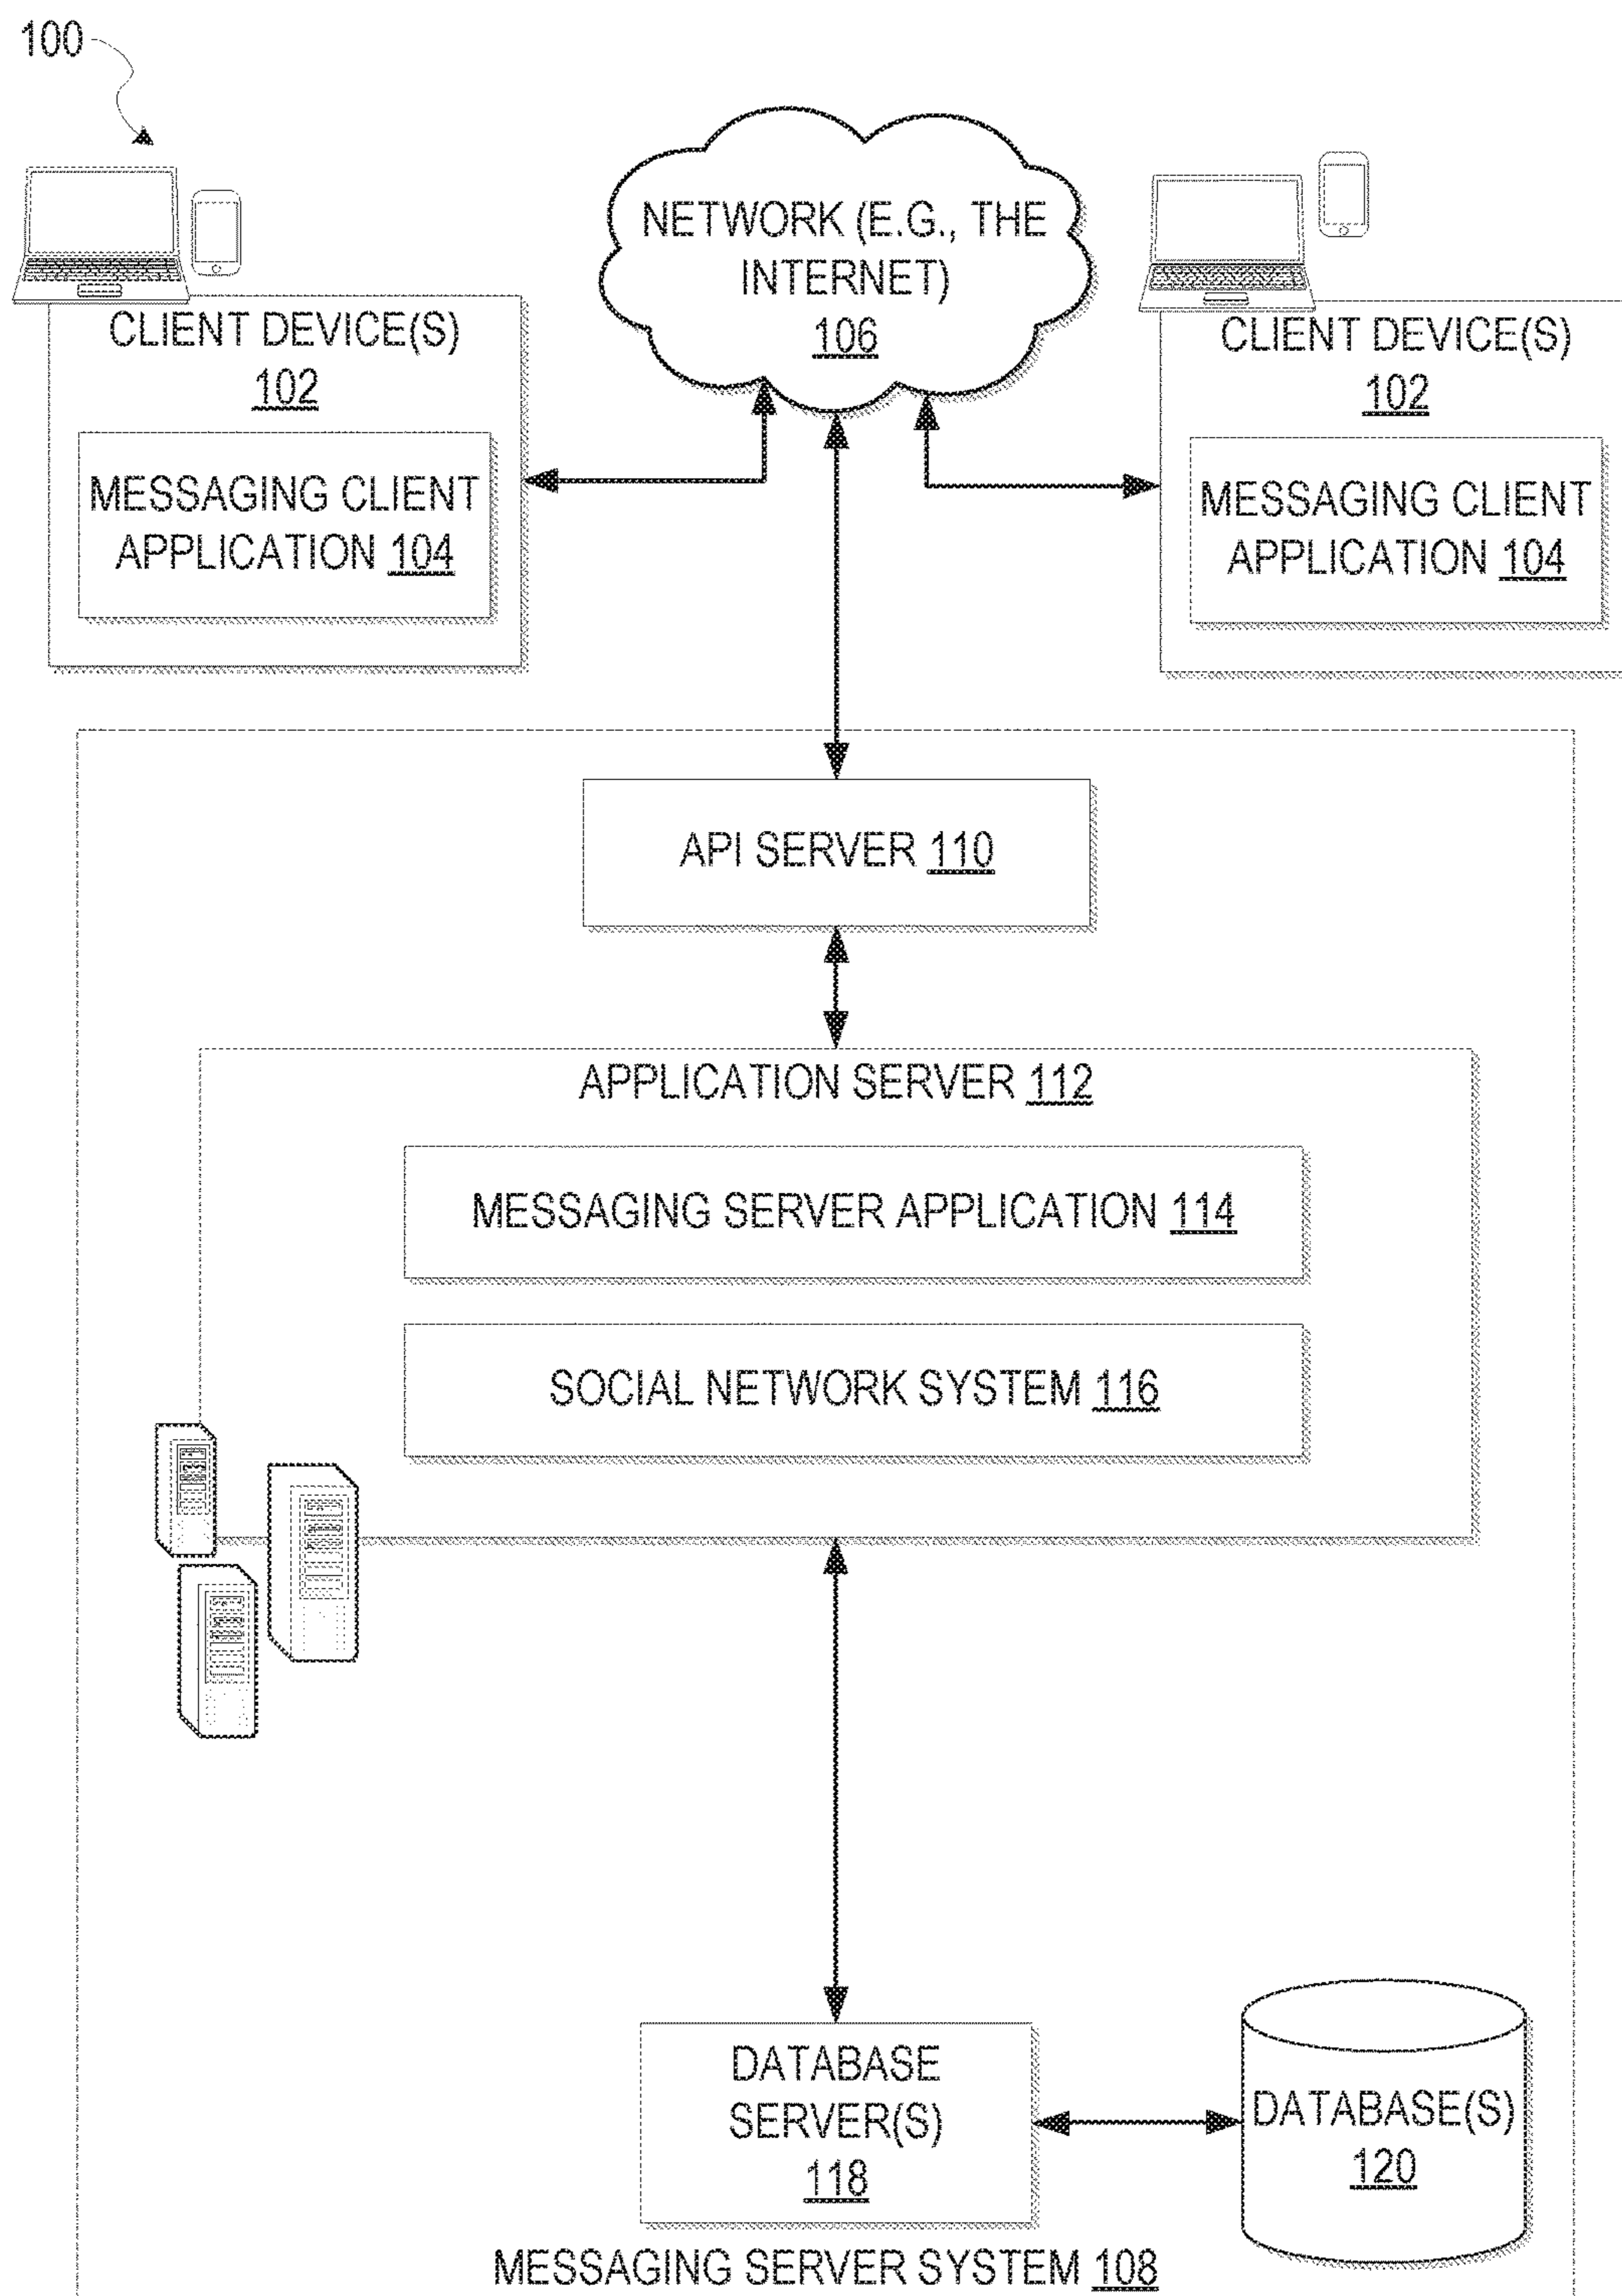 100
NETWORK (E.G., THE
INTERNET)
106
CLIENT DEVICE(S)
102
MESSAGING CLIENT
APPLICATION 104
CLIENT DEVICE(S)
102
MESSAGING CLIENT
APPLICATION 104
API SERVER 110
APPLICATION SERVER 112
MESSAGING SERVER APPLICATION 114
SOCIAL NETWORK SYSTEM 116
DATABASE
SERVER(S)
118
DATABASE(S)
120
MESSAGING SERVER SYSTEM 108